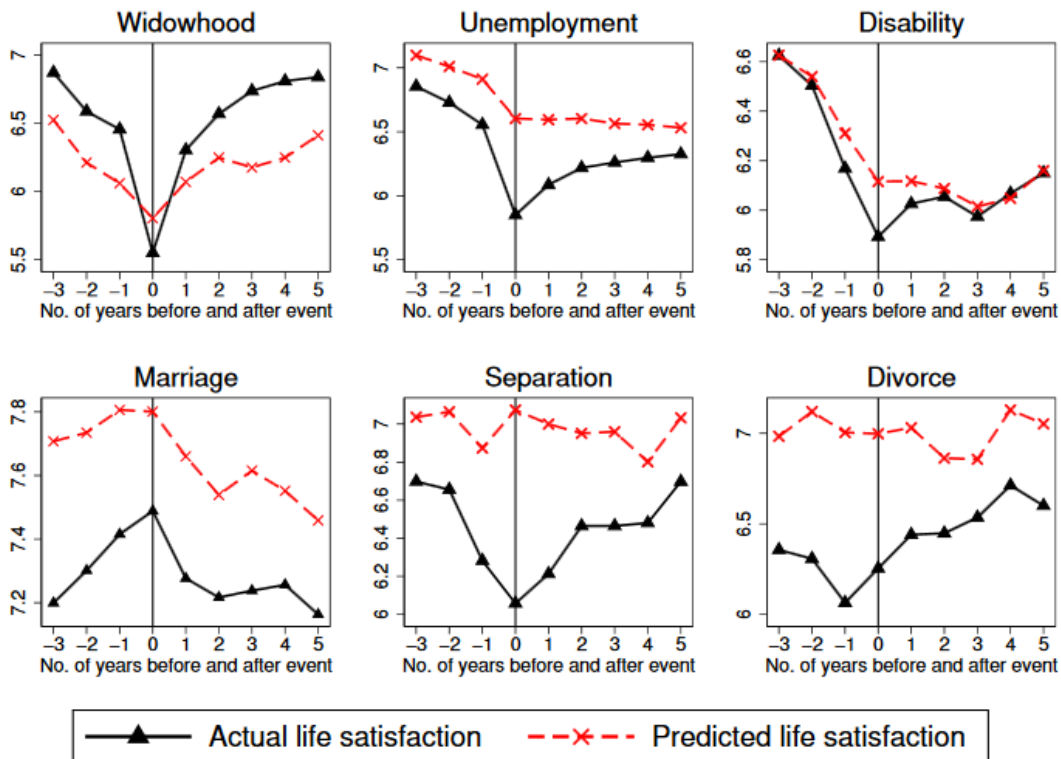 Widowhood
Unemployment
Disability
7
6.5
6
5.5
7
6.5
6
5.5
6.6
6.4
6.2
6
5.8
−3 −2 −1 0 1 2 3 4 5
−3 −2 −1 0 1 2 3 4 5
−3 −2 −1 0 1 2 3 4 5
No. of years before and after event
No. of years before and after event
No. of years before and after event
Marriage
Separation
Divorce
7.8
7.6
7.4
7.2
7
6.8
6.6
6.4
6.2
6
7
6.5
6
−3 −2 −1 0 1 2 3 4 5
−3 −2 −1 0 1 2 3 4 5
−3 −2 −1 0 1 2 3 4 5
No. of years before and after event
No. of years before and after event
No. of years before and after event
Actual life satisfaction
Predicted life satisfaction